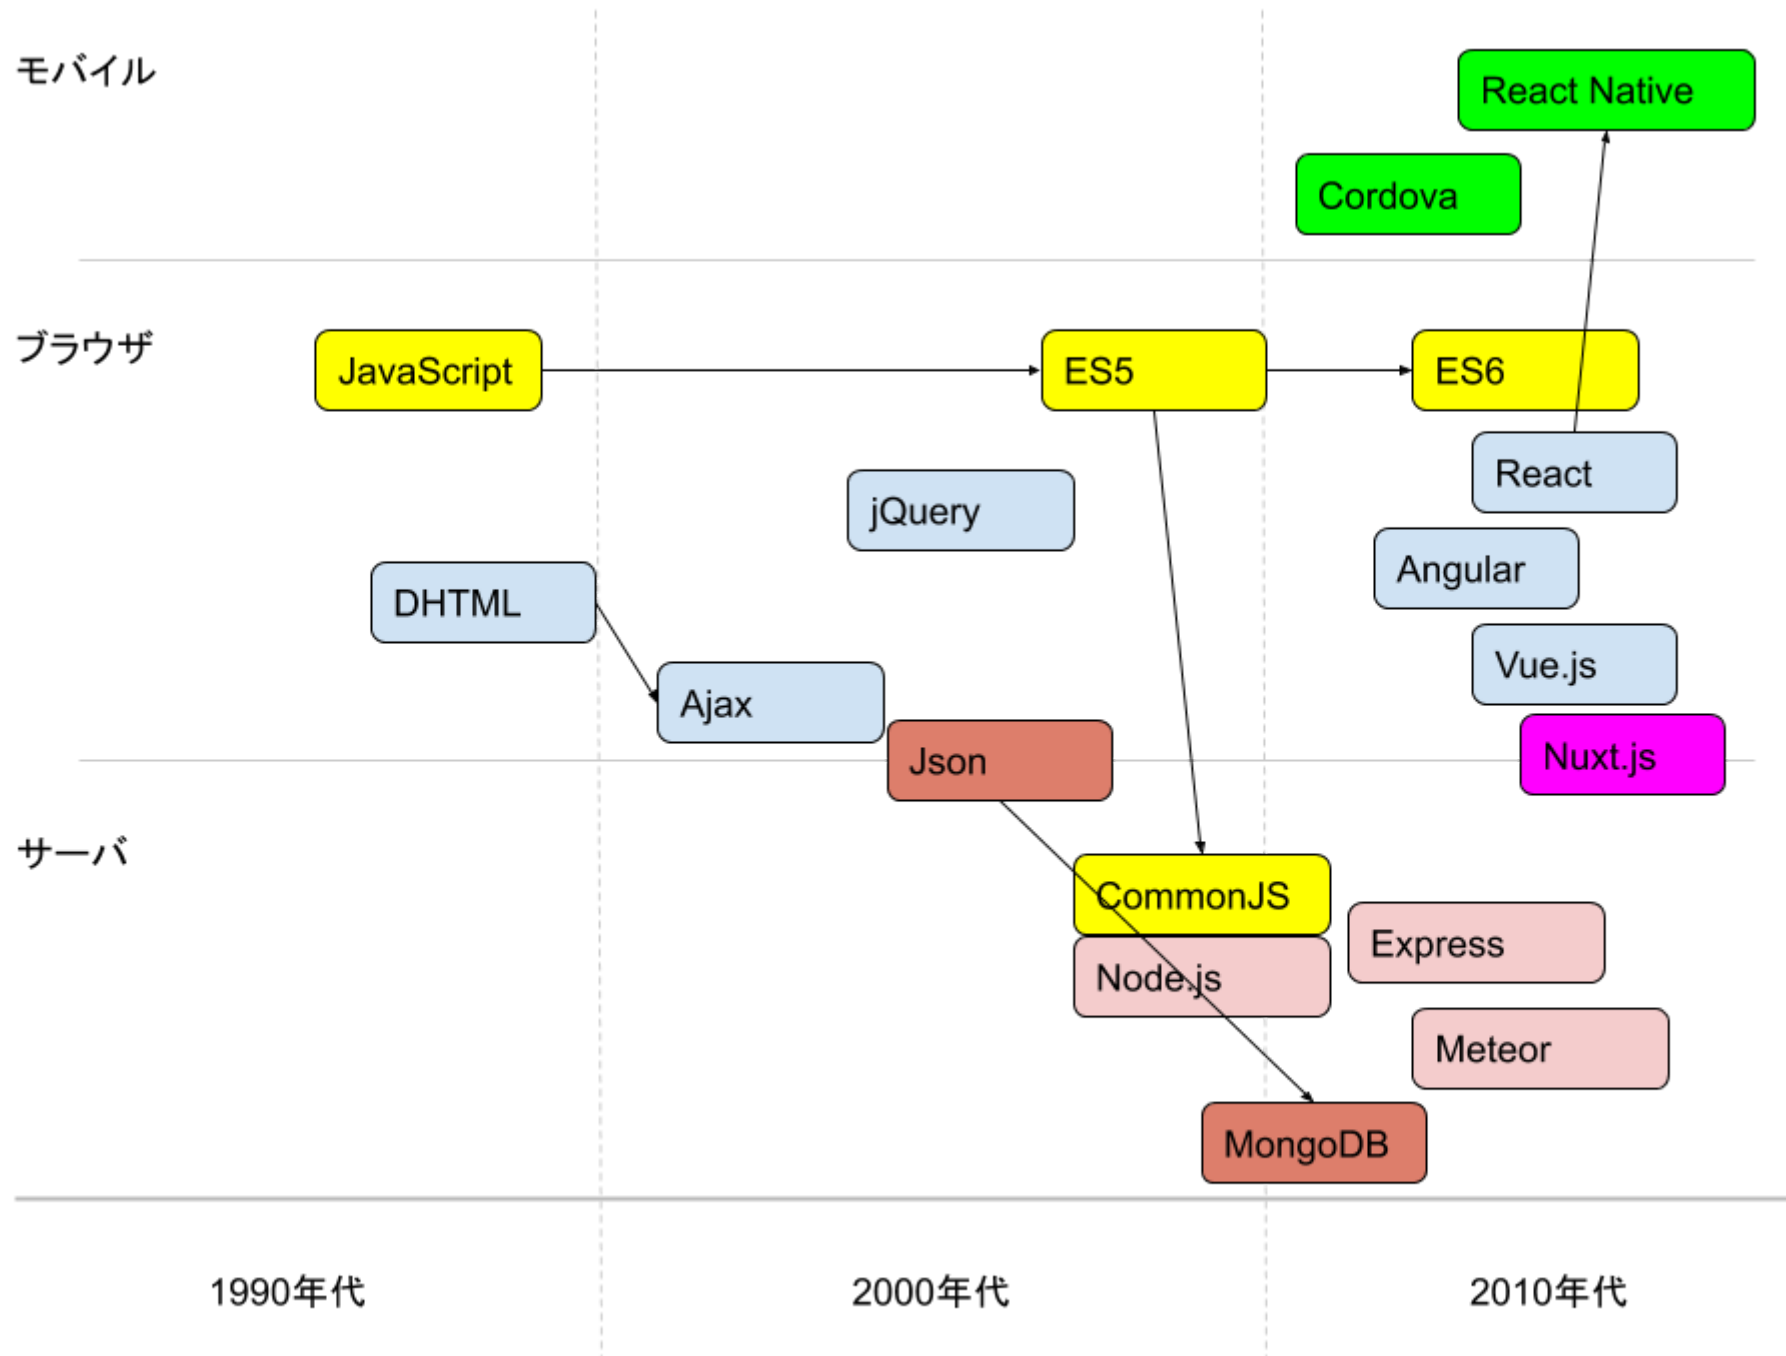 モバイル
React Native
Cordova
ブラウザ
JavaScript
ES5
ES6
React
jQuery
Angular
DHTML
Vue.js
Ajax
Json
Nuxt.js
サーバ
CommonJS
Express
Node.js
Meteor
MongoDB
1990年代
2000年代
2010年代